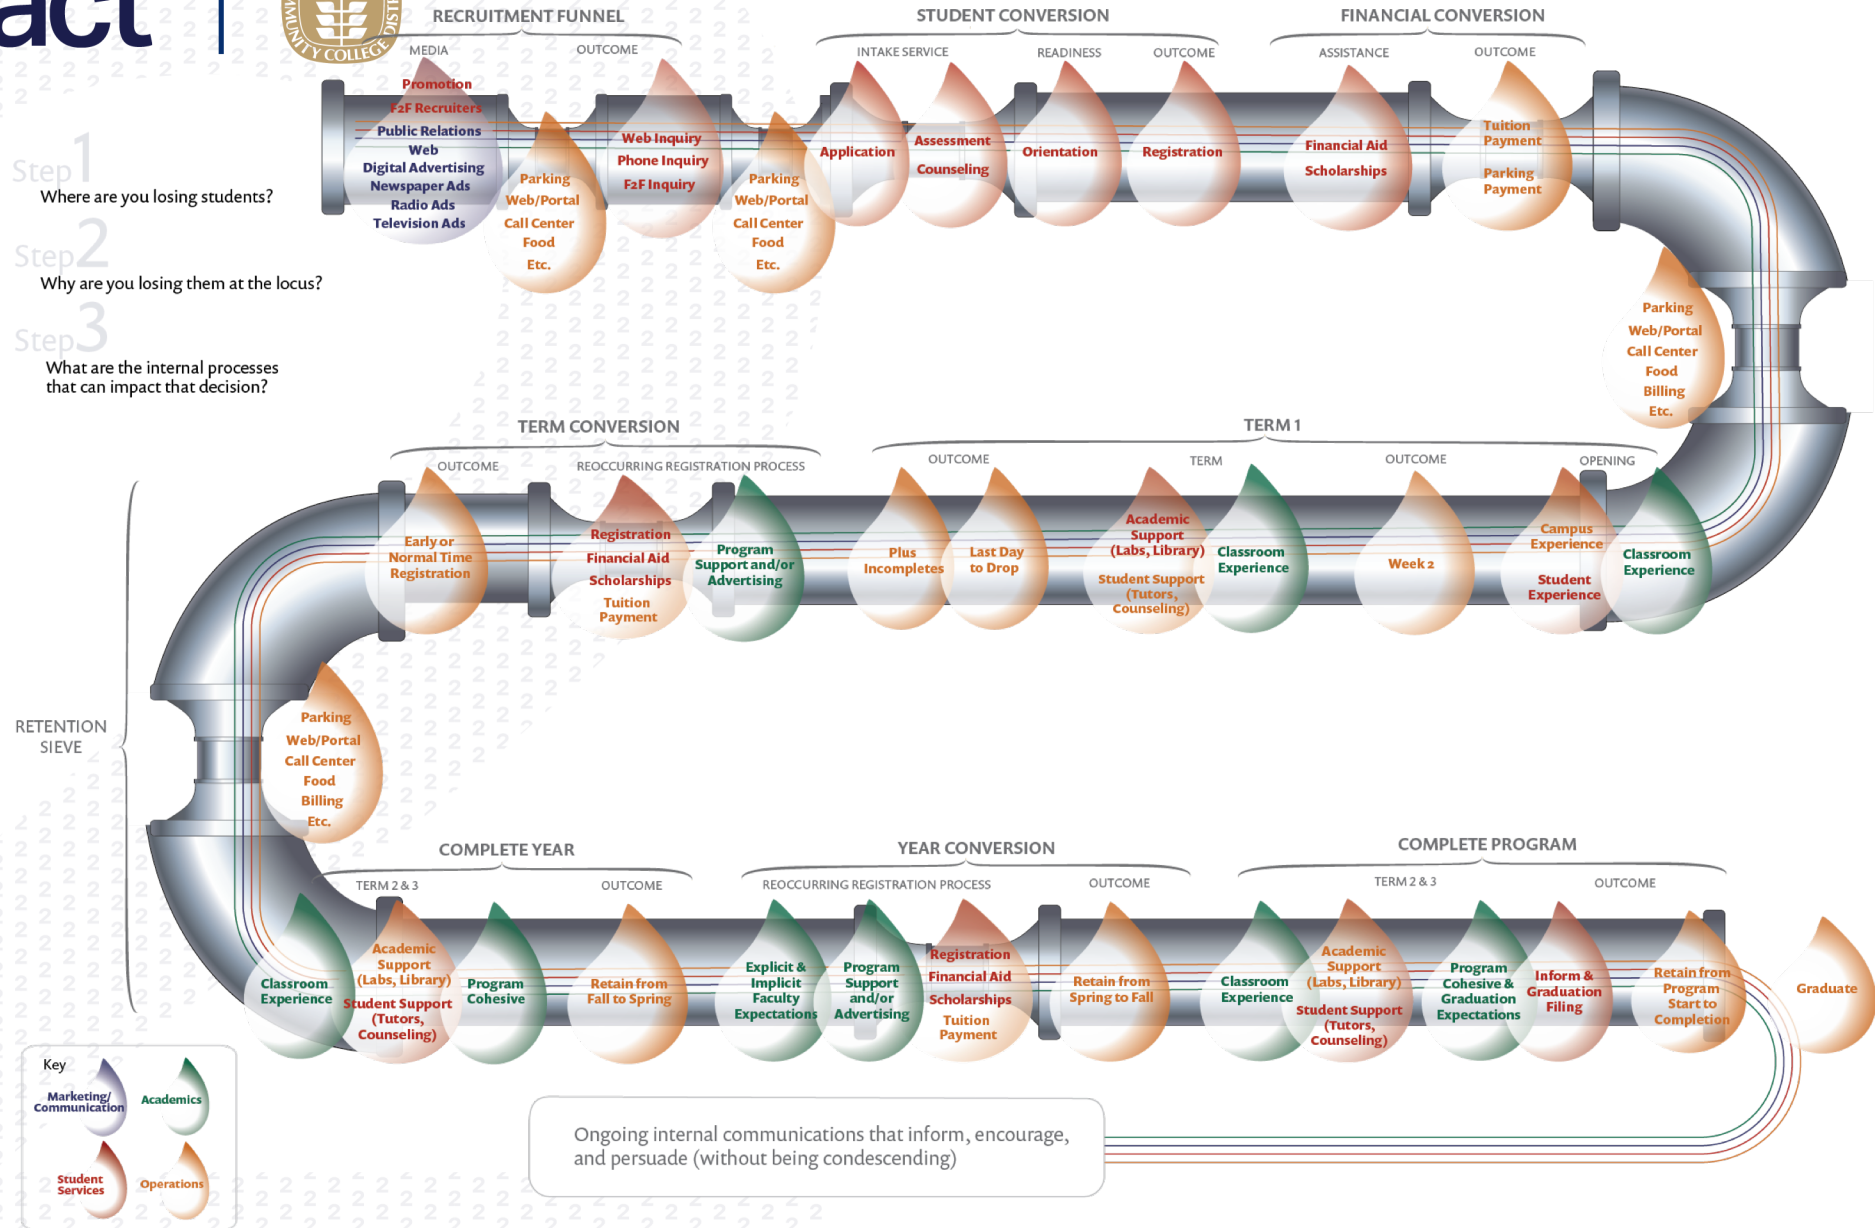 act
MMUNITY COLLEGE DIST
RECRUITMENT FUNNEL
STUDENT CONVERSION
FINANCIAL CONVERSION
MEDIA
OUTCOME
INTAKE SERVICE
READINESS
OUTCOME
ASSISTANCE
OUTCOME
Promotion
F2F Recruiters
Public Relations
Web
Digital Advertising
Newspaper Ads
Radio Ads
Television Ads
Parking
Web/Portal
Call Center
Food
Etc.
Web Inquiry
Phone Inquiry
F2F Inquiry
Parking
Web/Portal
Call Center
Food
Etc.
Application
Assessment
Counseling
Orientation
Registration
Financial Aid
Scholarships
Tuition
Payment
Parking
Payment
Step 1
Where are you losing students?
Step 2
Why are you losing them at the locus?
Step 3
What are the internal processes
that can impact that decision?
Parking
Web/Portal
Call Center
Food
Billing
Etc.
TERM CONVERSION
TERM 1
OUTCOME
REOCCURRING REGISTRATION PROCESS
OUTCOME
TERM
OUTCOME
OPENING
Early or
Normal Time
Registration
Registration
Financial Aid
Scholarships
Tuition
Payment
Program
Support and/or
Advertising
Plus
Incompletes
Last Day
to Drop
Academic
Support
(Labs, Library)
Student Support
(Tutors,
Counseling)
Classroom
Experience
Week 2
Campus
Experience
Student
Experience
Classroom
Experience
RETENTION
SIEVE
Parking
Web/Portal
Call Center
Food
Billing
Etc.
COMPLETE YEAR
YEAR CONVERSION
COMPLETE PROGRAM
TERM 2 & 3
OUTCOME
REOCCURRING REGISTRATION PROCESS
OUTCOME
TERM 2 & 3
OUTCOME
Classroom
Experience
Academic
Support
(Labs, Library)
Student Support
(Tutors,
Counseling)
Program
Cohesive
Retain from
Fall to Spring
Explicit &
Implicit
Faculty
Expectations
Program
Support
and/or
Advertising
Registration
Financial Aid
Scholarships
Tuition
Payment
Retain from
Spring to Fall
Classroom
Experience
Academic
Support
(Labs, Library)
Student Support
(Tutors,
Counseling)
Program
Cohesive &
Graduation
Expectations
Inform &
Graduation
Filing
Retain from
Program
Start to
Completion
Graduate
Key
Marketing/
Communication
Academics
Student
Services
Operations
Ongoing internal communications that inform, encourage,
and persuade (without being condescending)